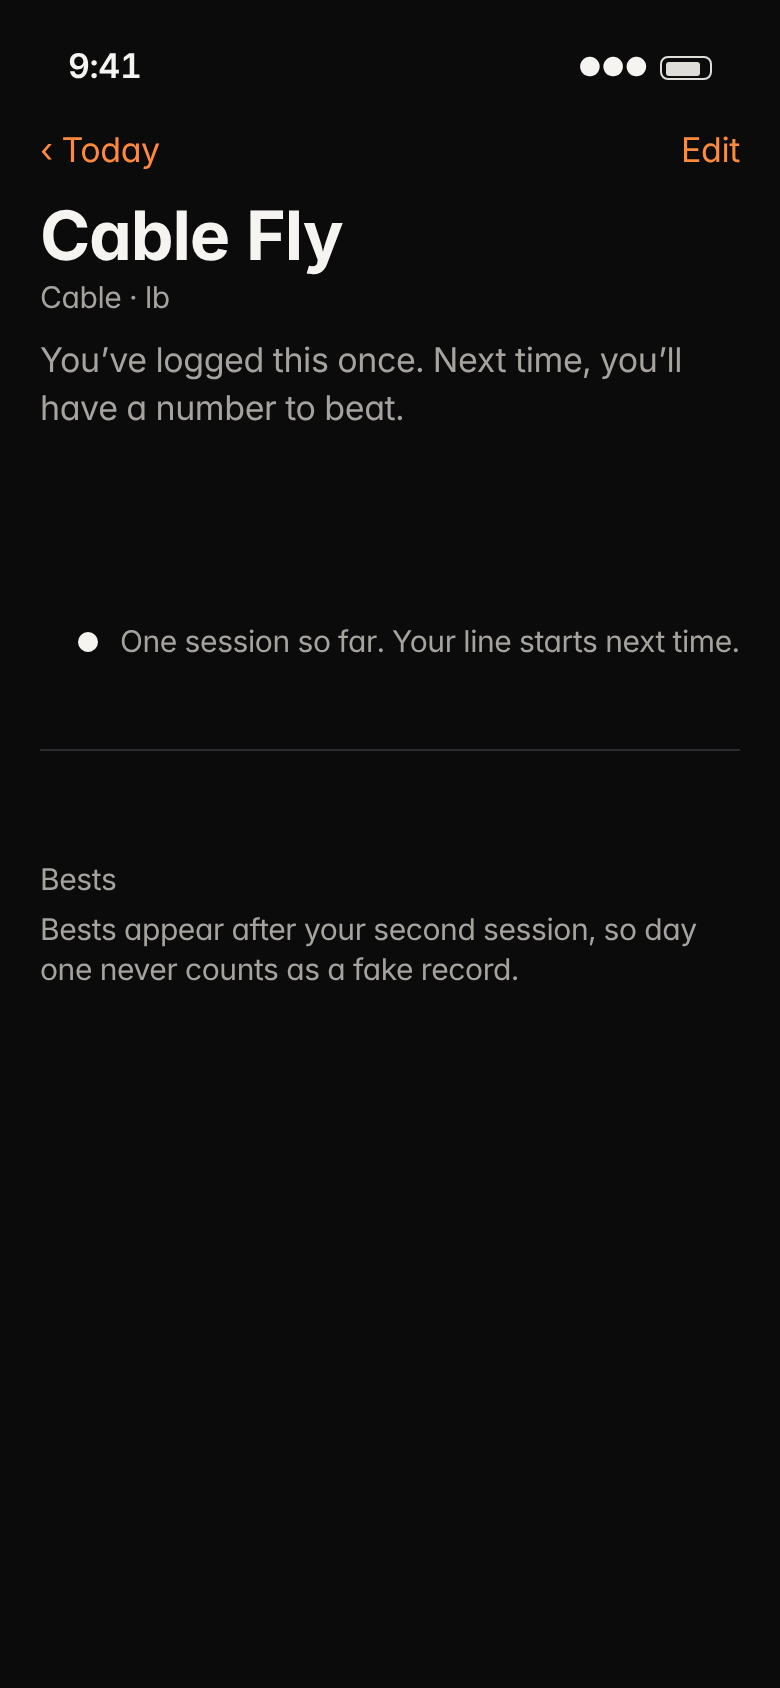 9:41
‹ Today
Edit
Cable Fly
Cable · lb
You’ve logged this once. Next time, you’ll
have a number to beat.
One session so far. Your line starts next time.
Bests
Bests appear after your second session, so day
one never counts as a fake record.